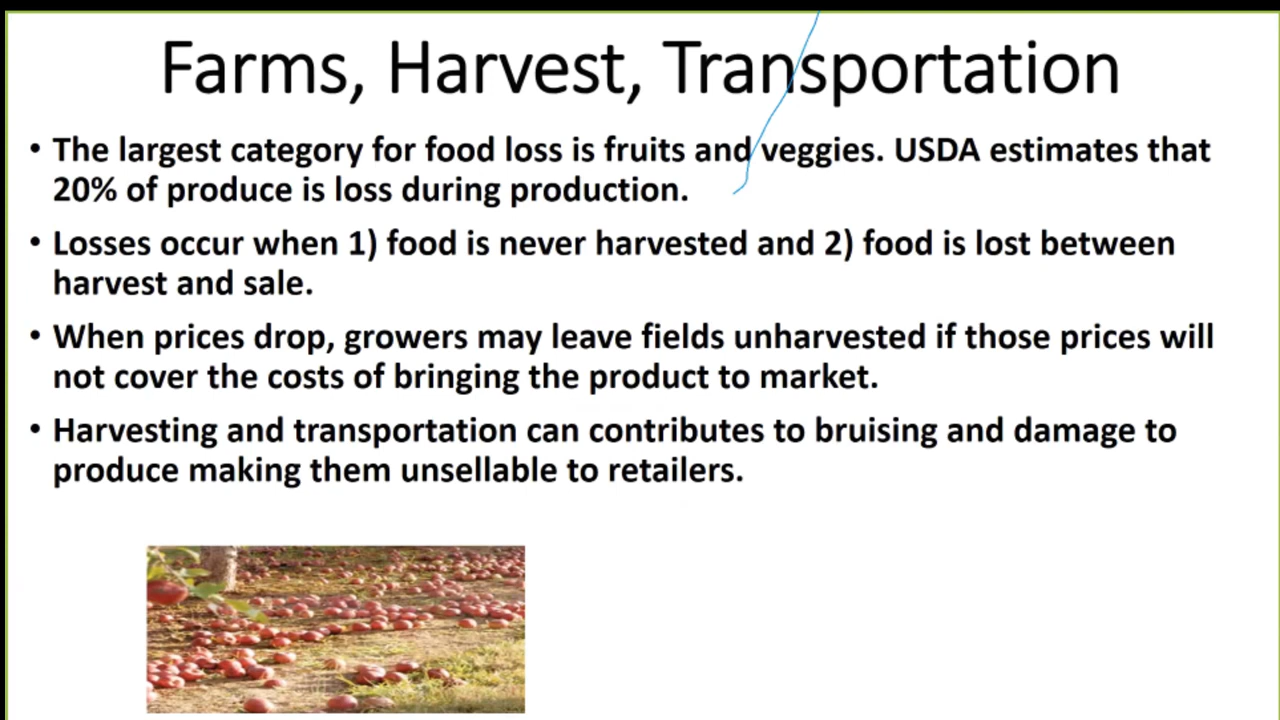 Farms, Harvest, Transportation
• The largest category for food loss is fruits and veggies. USDA estimates that
20% of produce is loss during production.
• Losses occur when 1) food is never harvested and 2) food is lost between
harvest and sale.
• When prices drop, growers may leave fields unharvested if those prices will
not cover the costs of bringing the product to market.
• Harvesting and transportation can contributes to bruising and damage to
produce making them unsellable to retailers.